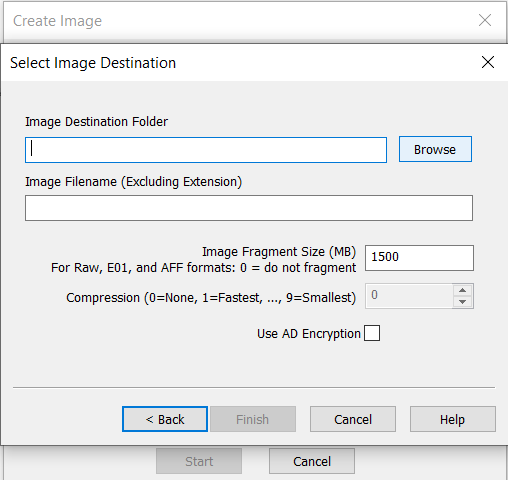 Create Image
Select Image Destination
Image Destination Folder
Browse
Image Filename (Excluding Extension)
Image Fragment Size (MB)
1500
For Raw, E01, and AFF formats: 0 = do not fragment
Compression (0=None, 1=Fastest, ..., 9=Smallest)
0
Use AD Encryption
< Back
Finish
Cancel
Help
Start
Cancel